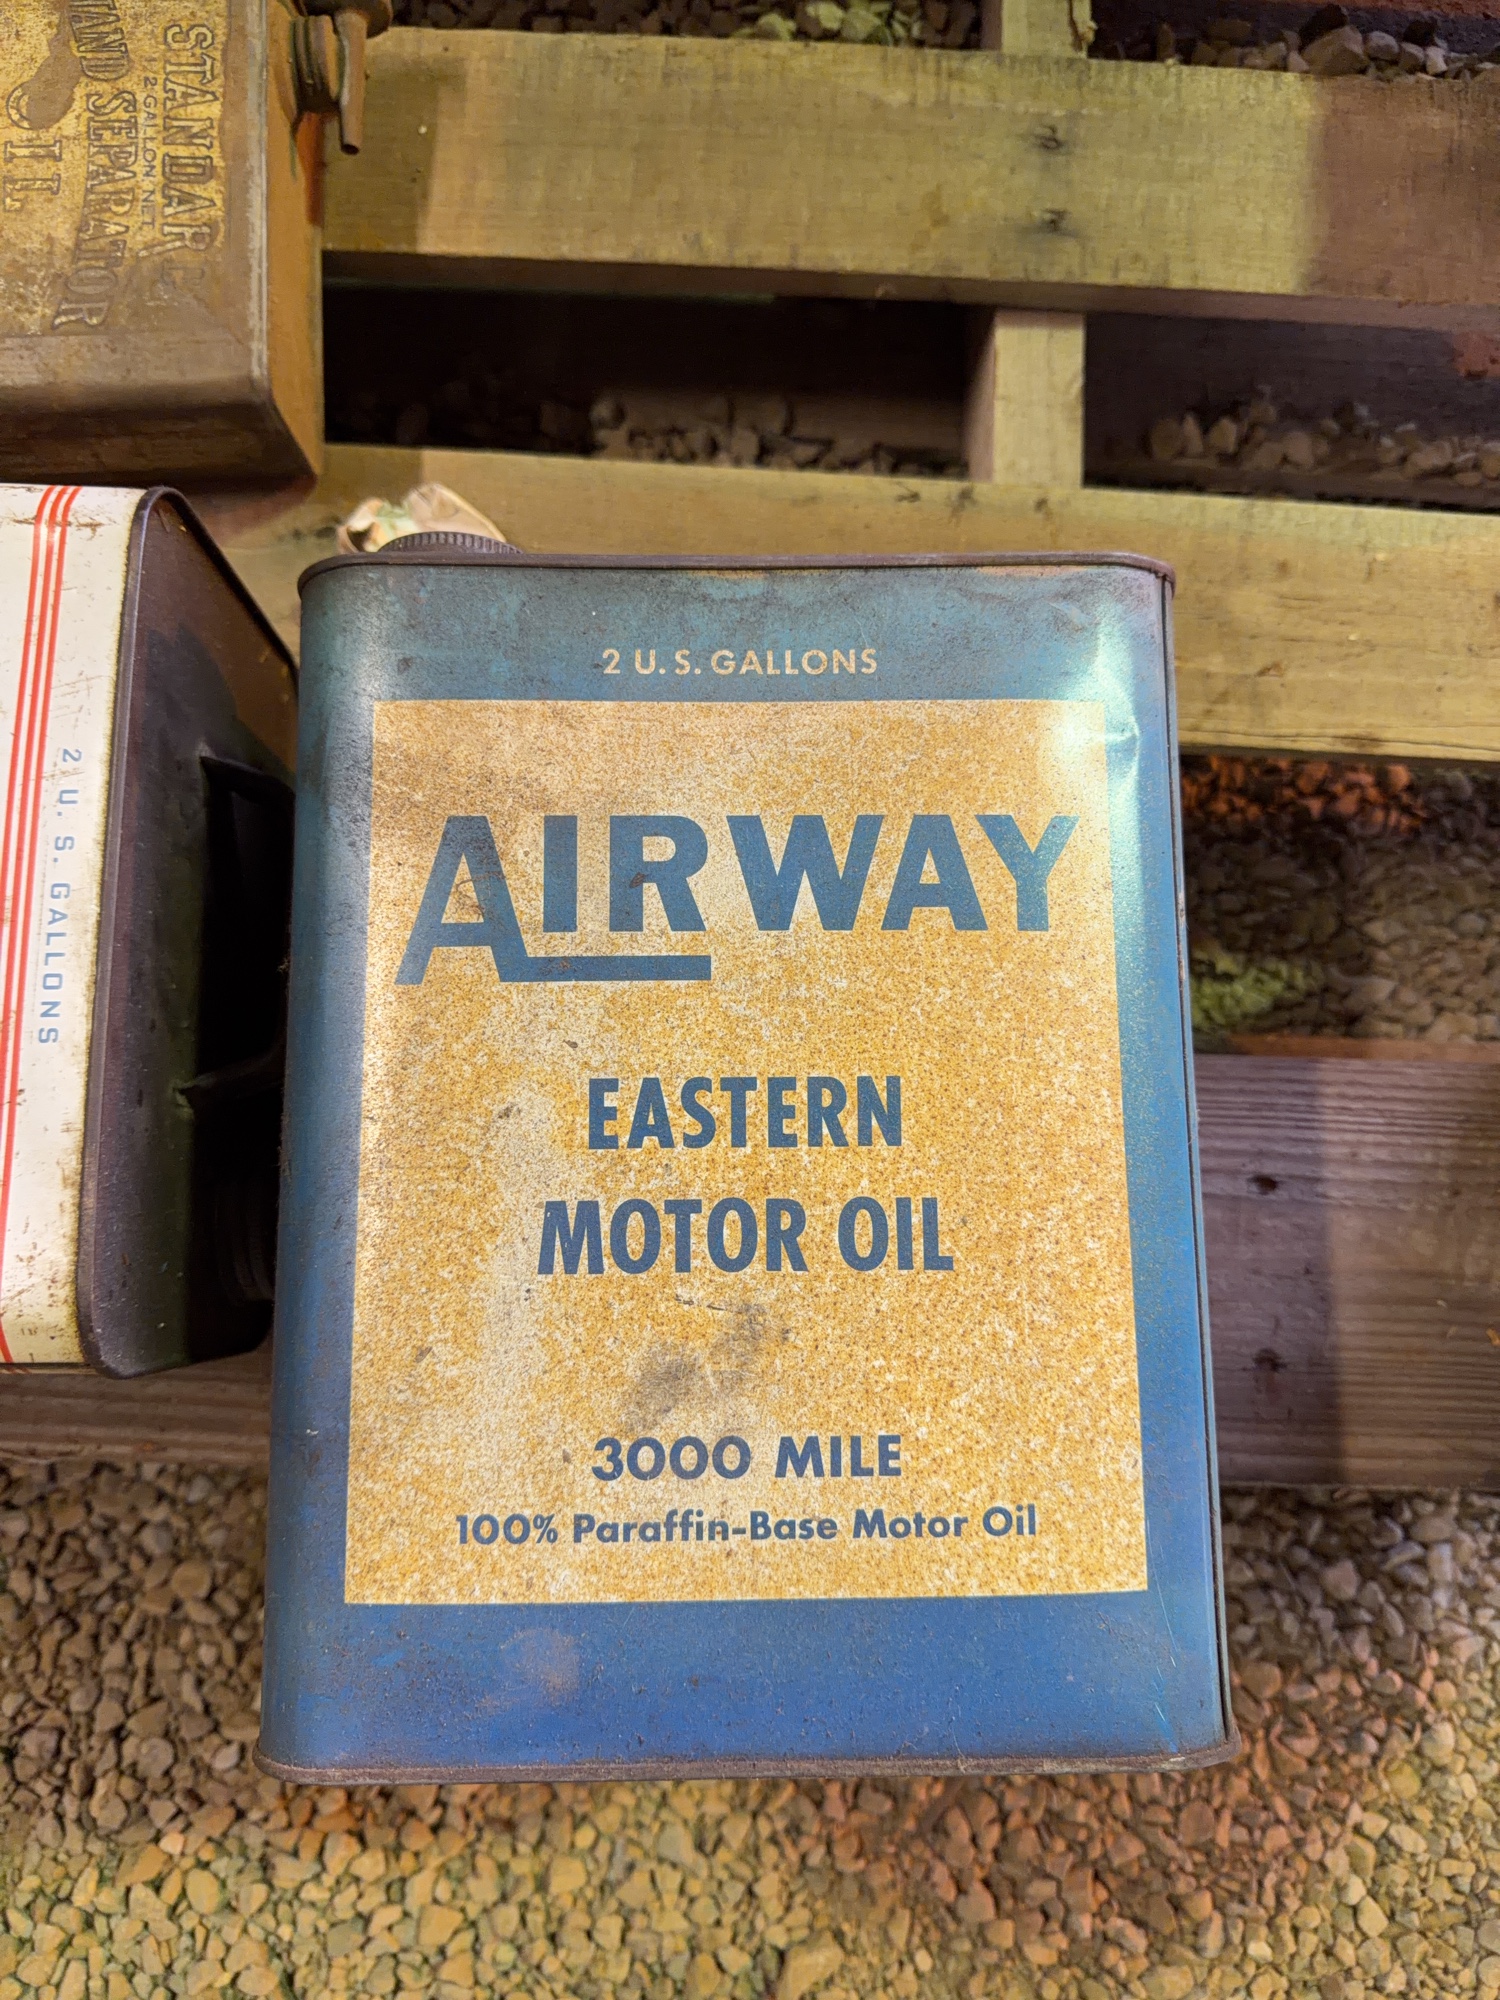 STANDARD
1 2 GALLON NET
HAND SEPARATOR
OIL
2 U.S. GALLONS
2 U.S. GALLONS
AIRWAY
EASTERN
MOTOR OIL
3000 MILE
100% Paraffin-Base Motor Oil